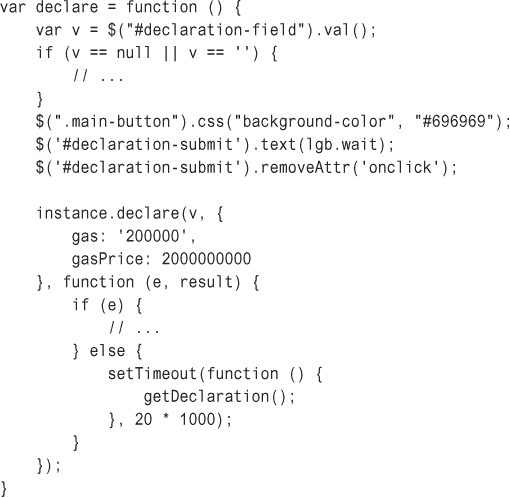 var declare = function () {
    var v = $("#declaration-field").val();
    if (v == null || v == '') {
        // ...
    }
    $(".main-button").css("background-color", "#696969");
    $('#declaration-submit').text(lgb.wait);
    $('#declaration-submit').removeAttr('onclick');

    instance.declare(v, {
        gas: '200000',
        gasPrice: 2000000000
    }, function (e, result) {
        if (e) {
            // ...
        } else {
            setTimeout(function () {
                getDeclaration();
            }, 20 * 1000);
        }
    });
}